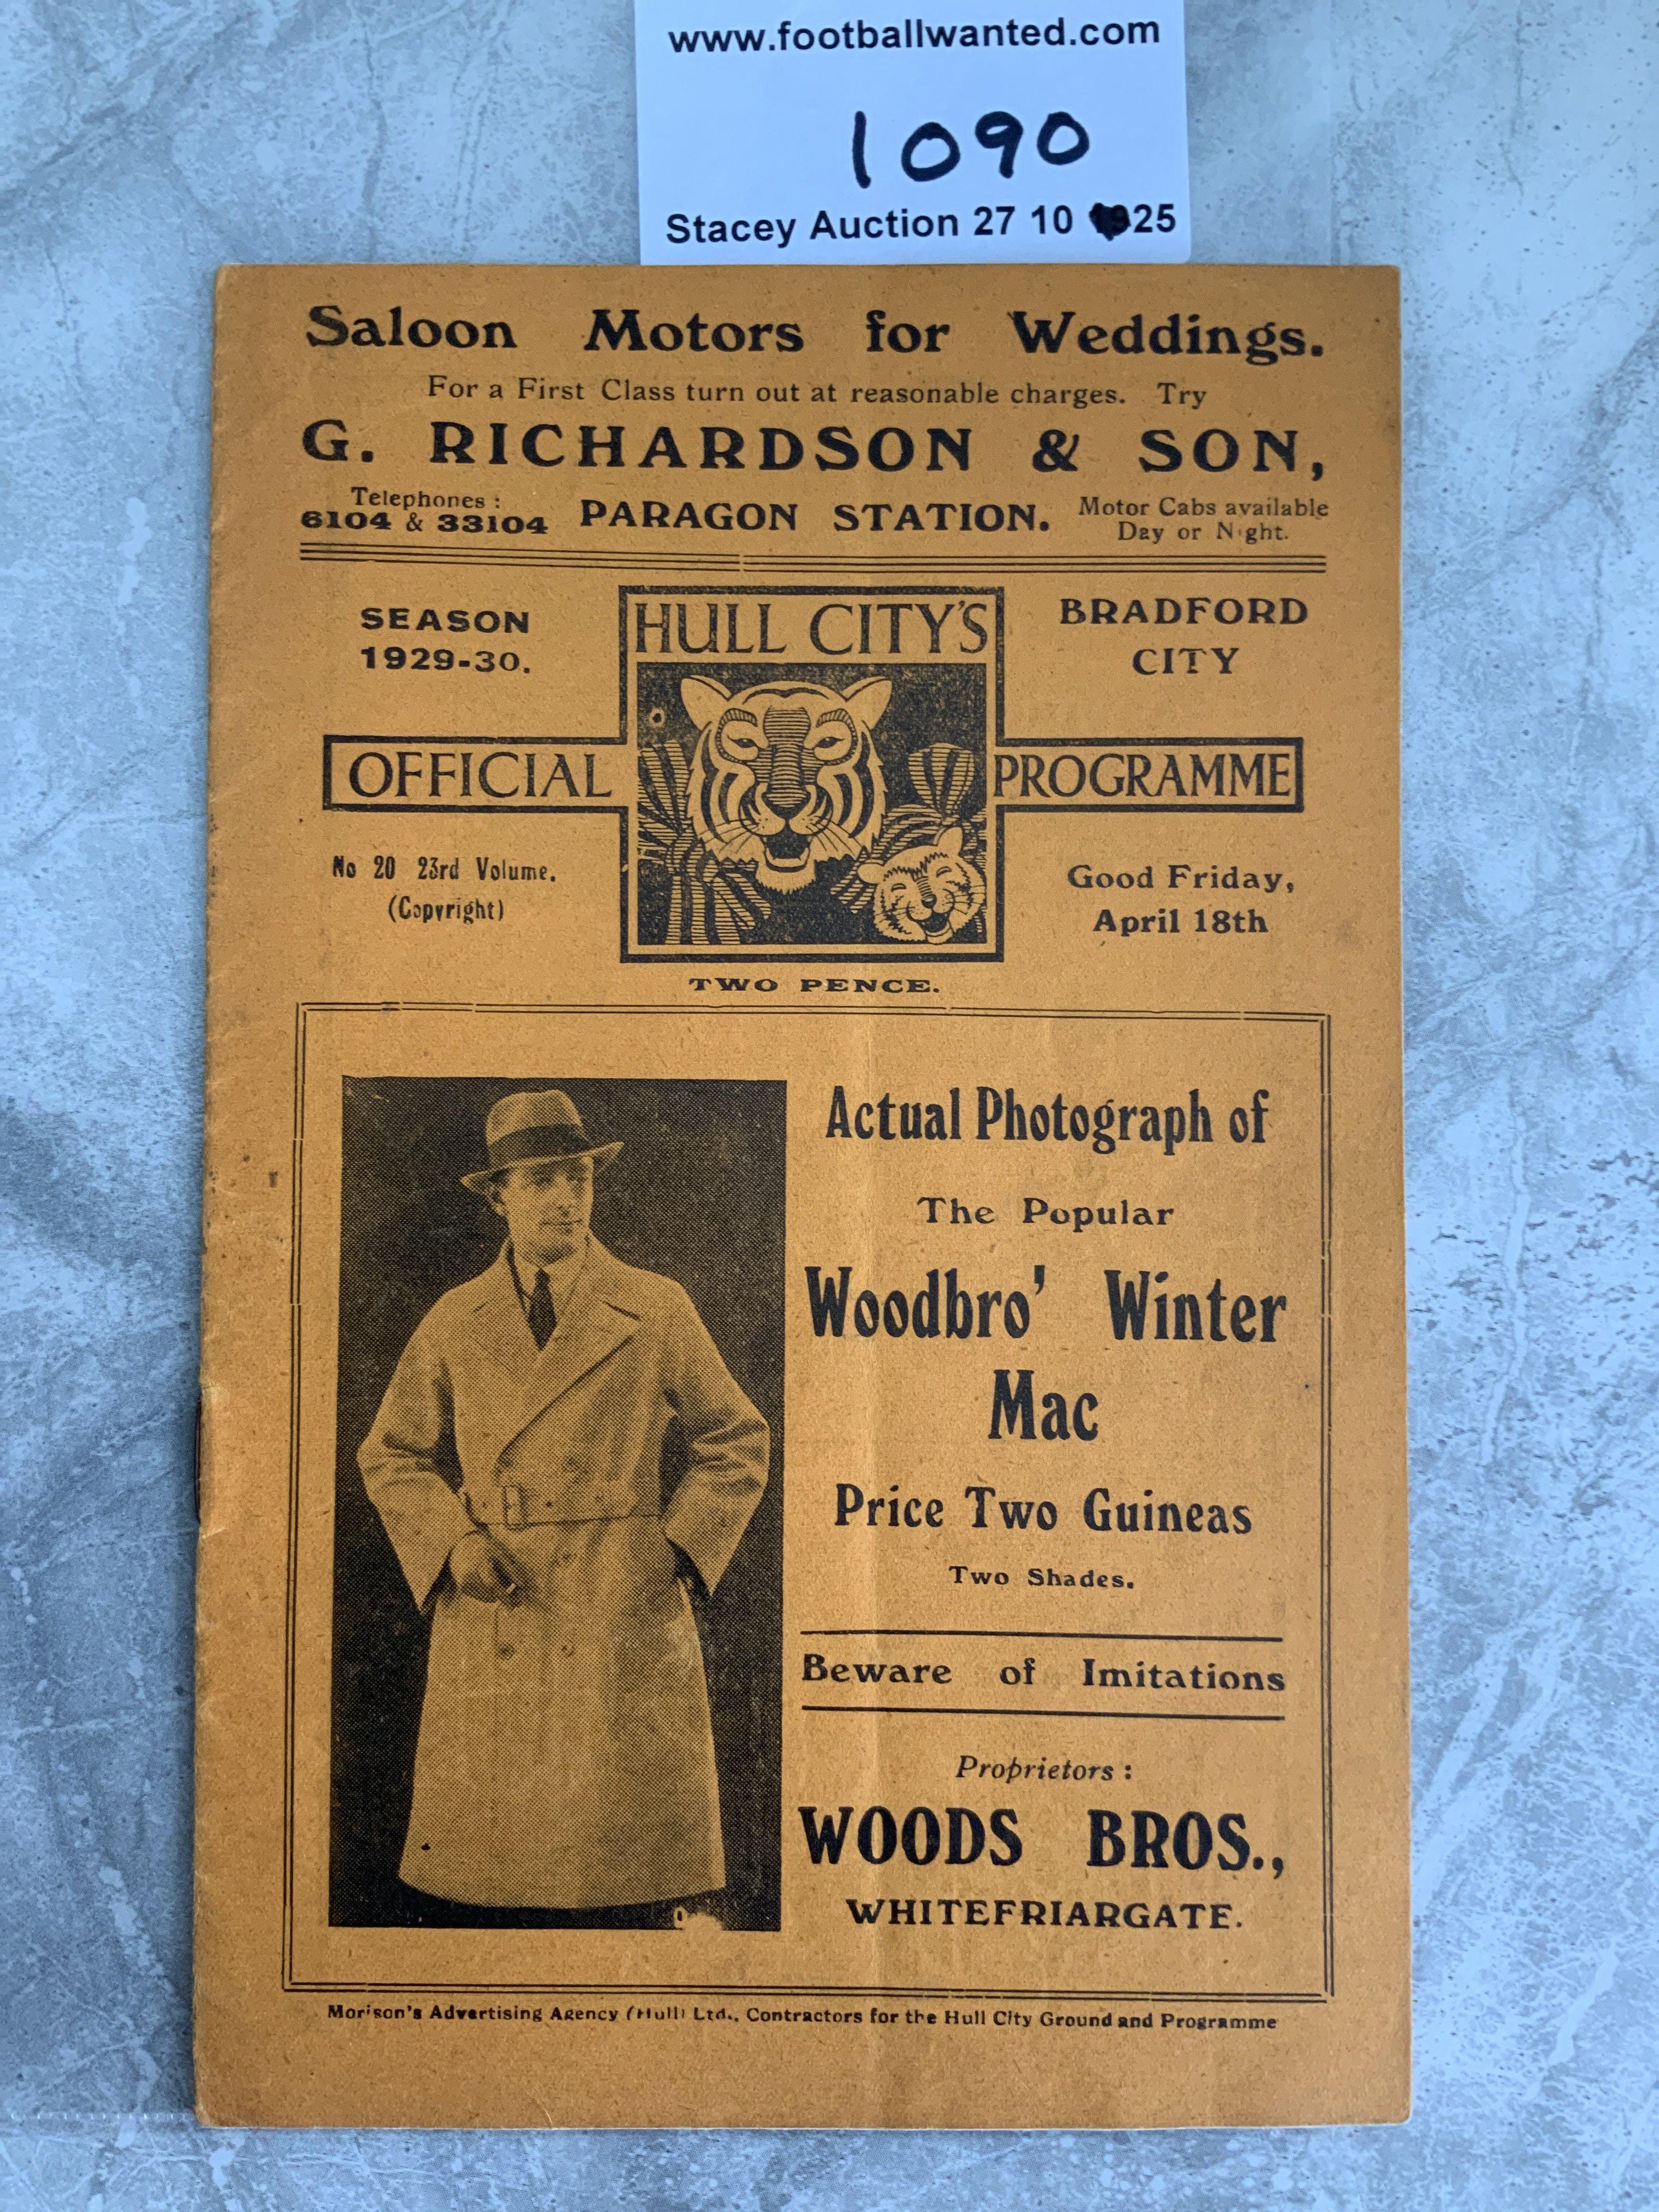 www.footballwanted.com
1090
Stacey Auction 27 10 25
Saloon Motors for Weddings.
For a First Class turn out at reasonable charges. Try
G. RICHARDSON & SON,
Telephones :
6104 & 33104
PARAGON STATION.
Motor Cabs available
Day or Night.
SEASON
1929-30.
HULL CITY'S
BRADFORD
CITY
OFFICIAL
PROGRAMME
No 20 23rd Volume.
(Copyright)
Good Friday,
April 18th
TWO PENCE.
Actual Photograph of
The Popular
Woodbro' Winter
Mac
Price Two Guineas
Two Shades.
Beware of Imitations
Proprietors :
WOODS BROS.,
WHITEFRIARGATE.
Morison's Advertising Agency (Hull) Ltd., Contractors for the Hull City Ground and Programme